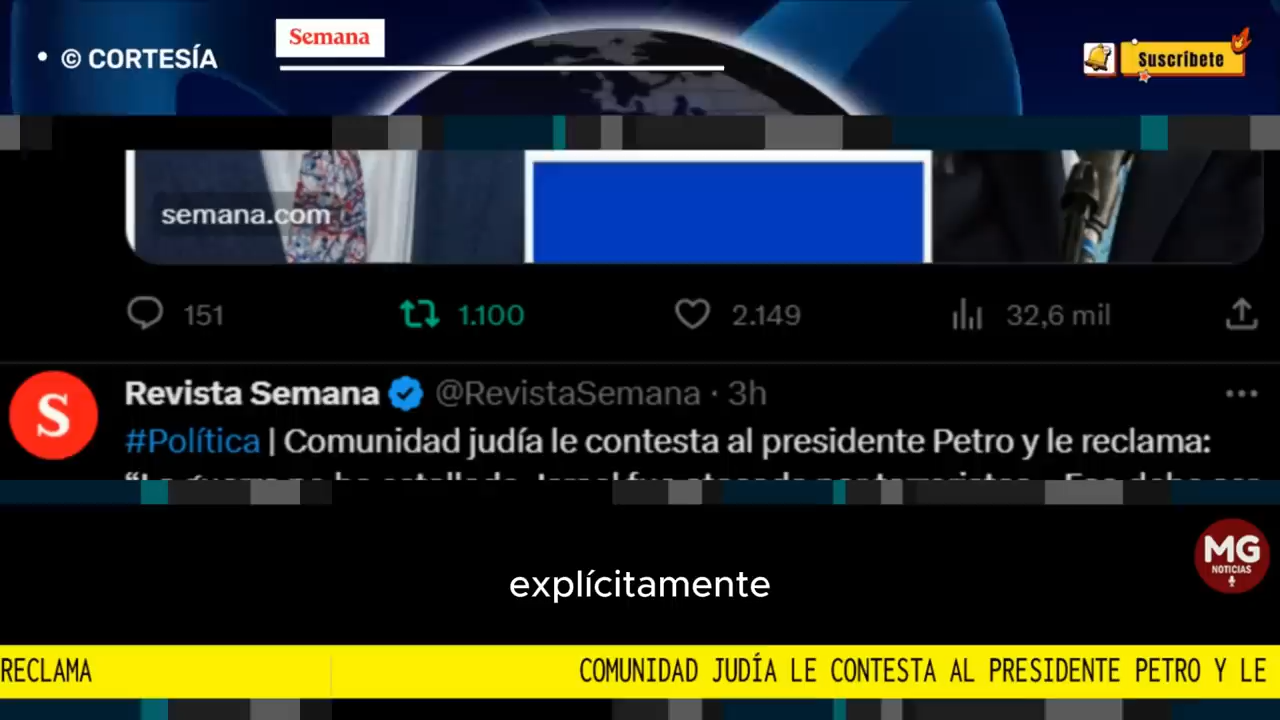 • © CORTESÍA
Semana
Suscríbete
semana.com
151
1.100
2.149
32,6 mil
S
Revista Semana @RevistaSemana · 3h
#Política | Comunidad judía le contesta al presidente Petro y le reclama:
MG
NOTICIAS
explícitamente
RECLAMA
COMUNIDAD JUDÍA LE CONTESTA AL PRESIDENTE PETRO Y LE